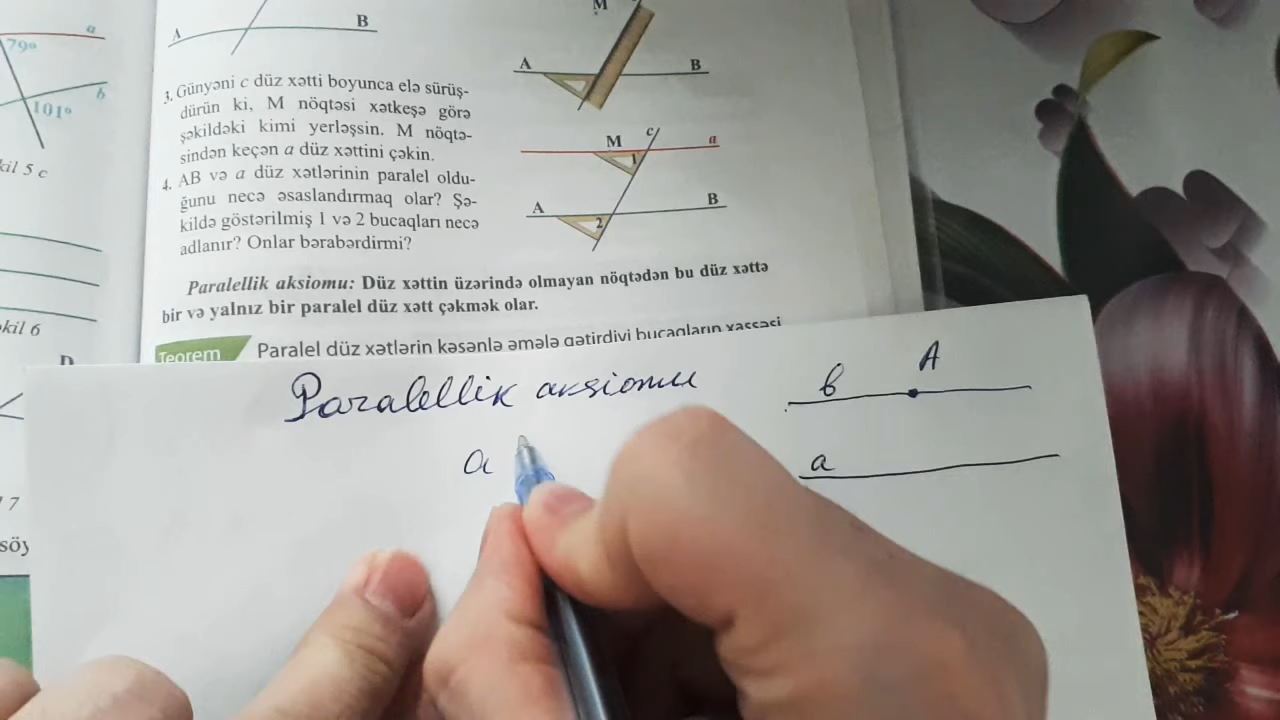 79°
a
b
101°
kil 5 c
kil 6
D
7
söy
A
B
3. Günyəni c düz xətti boyunca elə sürüş-
dürün ki, M nöqtəsi xətkeşə görə
şəkildəki kimi yerləşsin. M nöqtə-
sindən keçən a düz xəttini çəkin.
4. AB və a düz xətlərinin paralel oldu-
ğunu necə əsaslandırmaq olar? Şə-
kildə göstərilmiş 1 və 2 bucaqları necə
adlanır? Onlar bərabərdirmi?
M
A
B
M
c
a
1
A
B
2
Paralellik aksiomu: Düz xəttin üzərində olmayan nöqtədən bu düz xəttə
bir və yalnız bir paralel düz xətt çəkmək olar.
Teorem
Paralel düz xətlərin kəsənlə əmələ gətirdiyi bucaqların xassəsi
Paralellik aksiomu
a
b
A
a